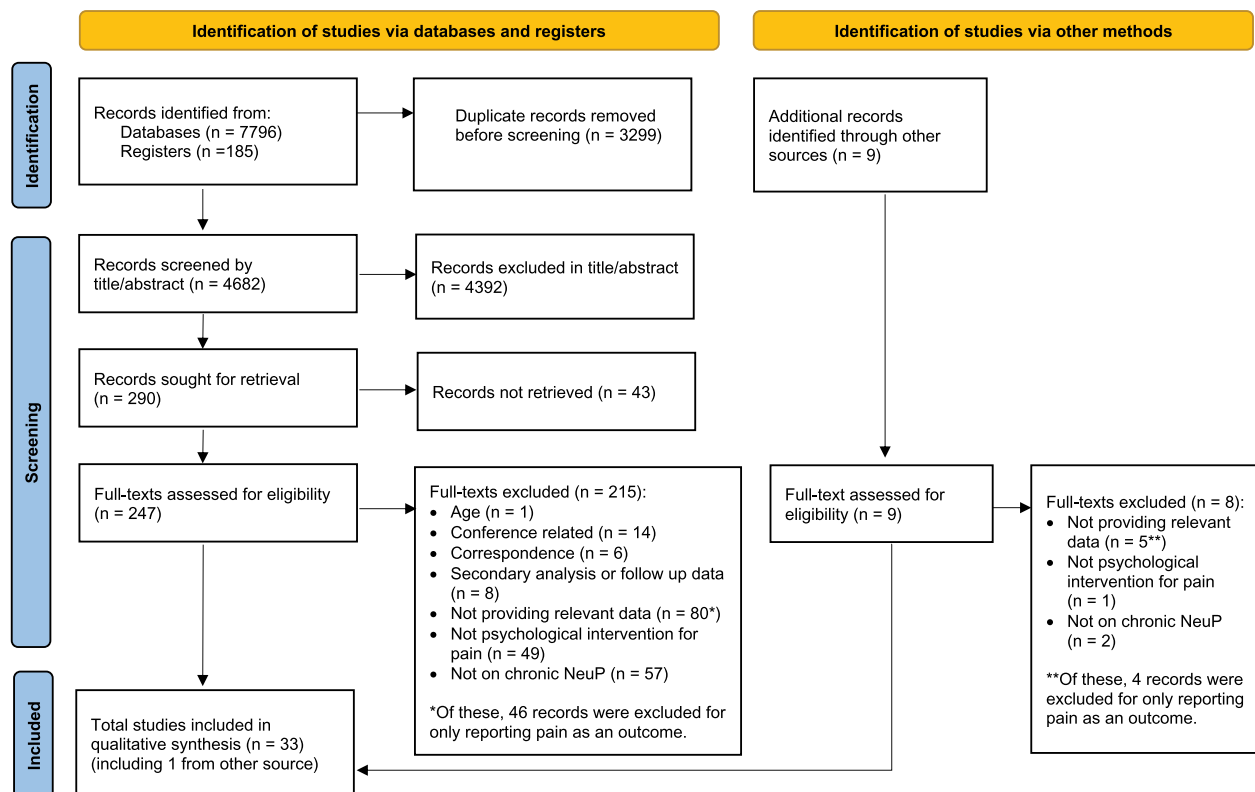 Identification of studies via databases and registers
Identification of studies via other methods
Identification
Records identified from:
Databases (n = 7796)
Registers (n =185)
Duplicate records removed
before screening (n = 3299)
Additional records
identified through other
sources (n = 9)
Screening
Records screened by
title/abstract (n = 4682)
Records excluded in title/abstract
(n = 4392)
Records sought for retrieval
(n = 290)
Records not retrieved (n = 43)
Full-texts assessed for eligibility
(n = 247)
Full-texts excluded (n = 215):
• Age (n = 1)
• Conference related (n = 14)
• Correspondence (n = 6)
• Secondary analysis or follow up data
(n = 8)
• Not providing relevant data (n = 80*)
• Not psychological intervention for
pain (n = 49)
• Not on chronic NeuP (n = 57)
*Of these, 46 records were excluded for
only reporting pain as an outcome.
Full-text assessed for
eligibility (n = 9)
Full-texts excluded (n = 8):
• Not providing relevant
data (n = 5**)
• Not psychological
intervention for pain
(n = 1)
• Not on chronic NeuP
(n = 2)
**Of these, 4 records were
excluded for only reporting
pain as an outcome.
Included
Total studies included in
qualitative synthesis (n = 33)
(including 1 from other source)